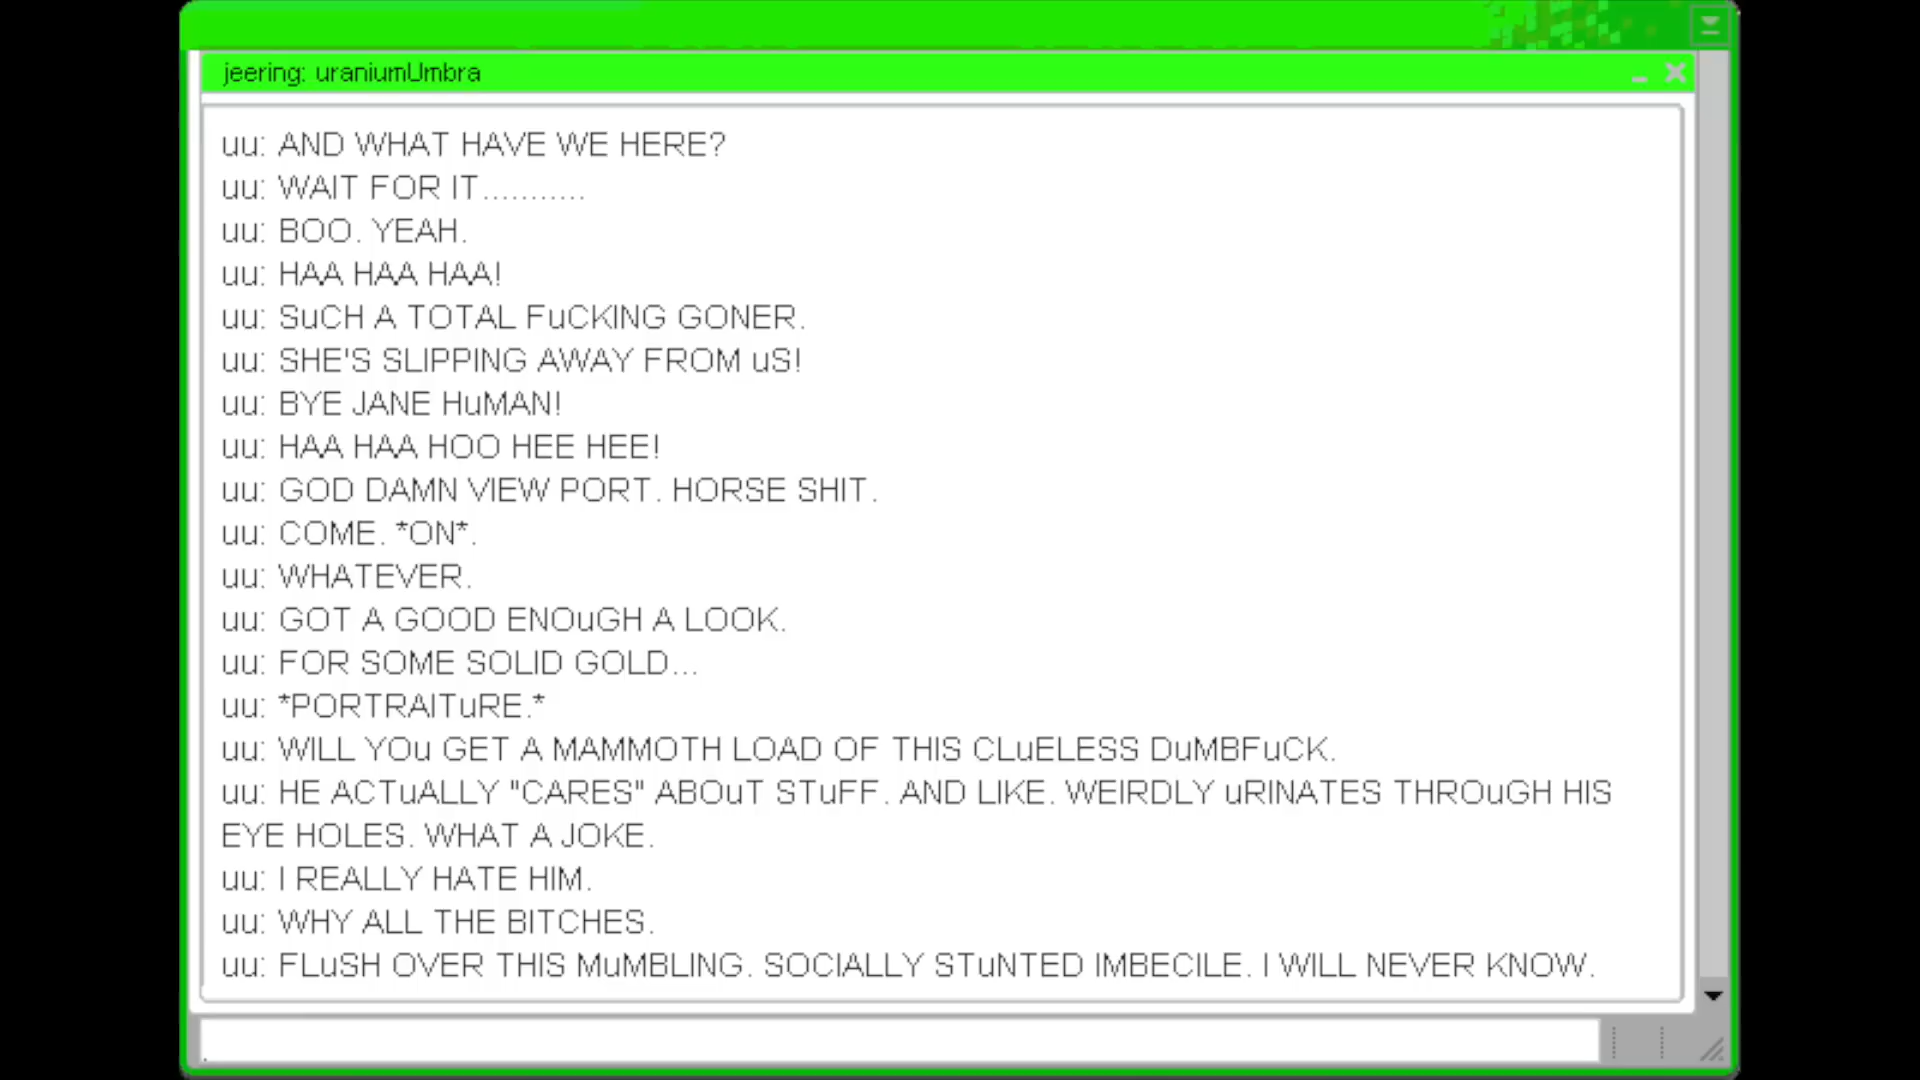 jeering: uraniumUmbra
uu: AND WHAT HAVE WE HERE?
uu: WAIT FOR IT...........
uu: BOO. YEAH.
uu: HAA HAA HAA!
uu: SuCH A TOTAL FuCKING GONER.
uu: SHE'S SLIPPING AWAY FROM uS!
uu: BYE JANE HuMAN!
uu: HAA HAA HOO HEE HEE!
uu: GOD DAMN VIEW PORT. HORSE SHIT.
uu: COME. *ON*.
uu: WHATEVER.
uu: GOT A GOOD ENOuGH A LOOK.
uu: FOR SOME SOLID GOLD...
uu: *PORTRAITuRE.*
uu: WILL YOu GET A MAMMOTH LOAD OF THIS CLuELESS DuMBFuCK.
uu: HE ACTuALLY "CARES" ABOuT STuFF. AND LIKE. WEIRDLY uRINATES THROuGH HIS
EYE HOLES. WHAT A JOKE.
uu: I REALLY HATE HIM.
uu: WHY ALL THE BITCHES.
uu: FLuSH OVER THIS MuMBLING. SOCIALLY STuNTED IMBECILE. I WILL NEVER KNOW.